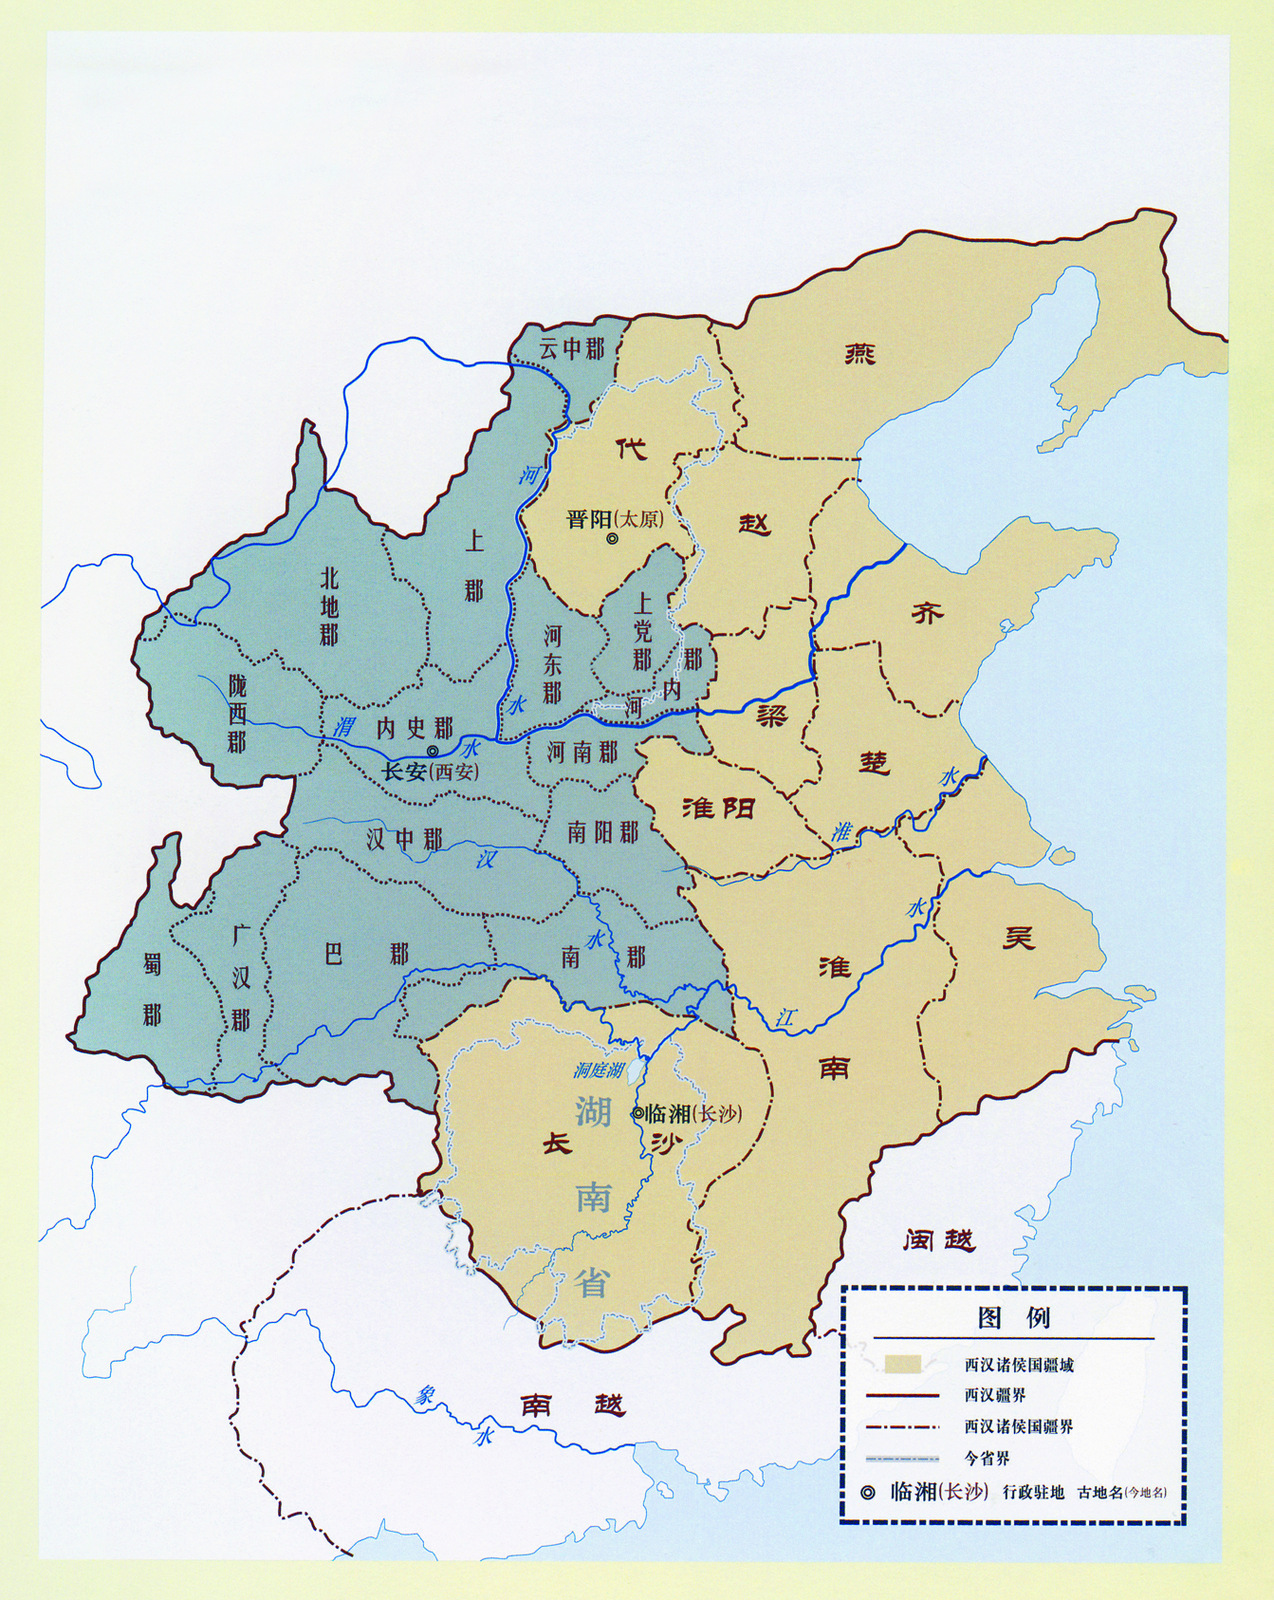 云中郡
燕
代
河
晋阳(太原)
赵
上郡
北地郡
上党郡
齐
河东郡
河内郡
陇西郡
渭水
内史郡
水
长安(西安)
河南郡
梁
楚
淮水
淮阳
汉中郡
南阳郡
汉水
广汉郡
巴郡
南郡
蜀郡
吴
淮南
江水
洞庭湖
湖南省
临湘(长沙)
长沙
闽越
南越
象水
图例
西汉诸侯国疆域
西汉疆界
西汉诸侯国疆界
今省界
临湘(长沙) 行政驻地 古地名(今地名)